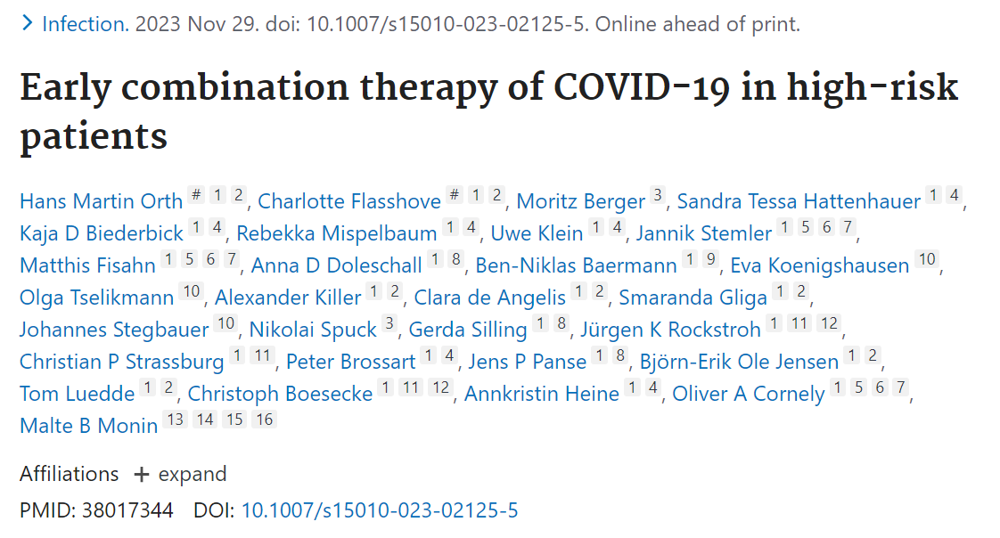 > Infection. 2023 Nov 29. doi: 10.1007/s15010-023-02125-5. Online ahead of print.
Early combination therapy of COVID-19 in high-risk
patients
Hans Martin Orth # 1 2, Charlotte Flasshove # 1 2, Moritz Berger 3, Sandra Tessa Hattenhauer 1 4,
Kaja D Biederbick 1 4, Rebekka Mispelbaum 1 4, Uwe Klein 1 4, Jannik Stemler 1 5 6 7,
Matthis Fisahn 1 5 6 7, Anna D Doleschall 1 8, Ben-Niklas Baermann 1 9, Eva Koenigshausen 10,
Olga Tselikmann 10, Alexander Killer 1 2, Clara de Angelis 1 2, Smaranda Gliga 1 2,
Johannes Stegbauer 10, Nikolai Spuck 3, Gerda Silling 1 8, Jürgen K Rockstroh 1 11 12,
Christian P Strassburg 1 11, Peter Brossart 1 4, Jens P Panse 1 8, Björn-Erik Ole Jensen 1 2,
Tom Luedde 1 2, Christoph Boesecke 1 11 12, Annkristin Heine 1 4, Oliver A Cornely 1 5 6 7,
Malte B Monin 13 14 15 16
Affiliations + expand
PMID: 38017344 DOI: 10.1007/s15010-023-02125-5